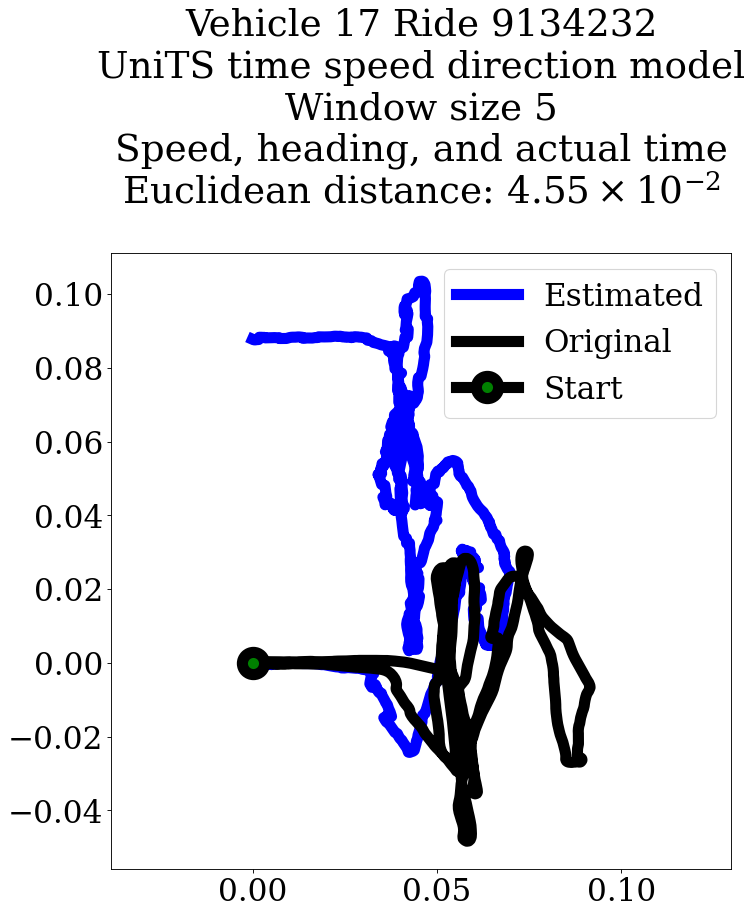 Vehicle 17 Ride 9134232
UniTS time speed direction model
Window size 5
Speed, heading, and actual time
Euclidean distance: 4.55 × 10⁻²
Estimated
Original
Start
0.10
0.08
0.06
0.04
0.02
0.00
−0.02
−0.04
0.00 0.05 0.10